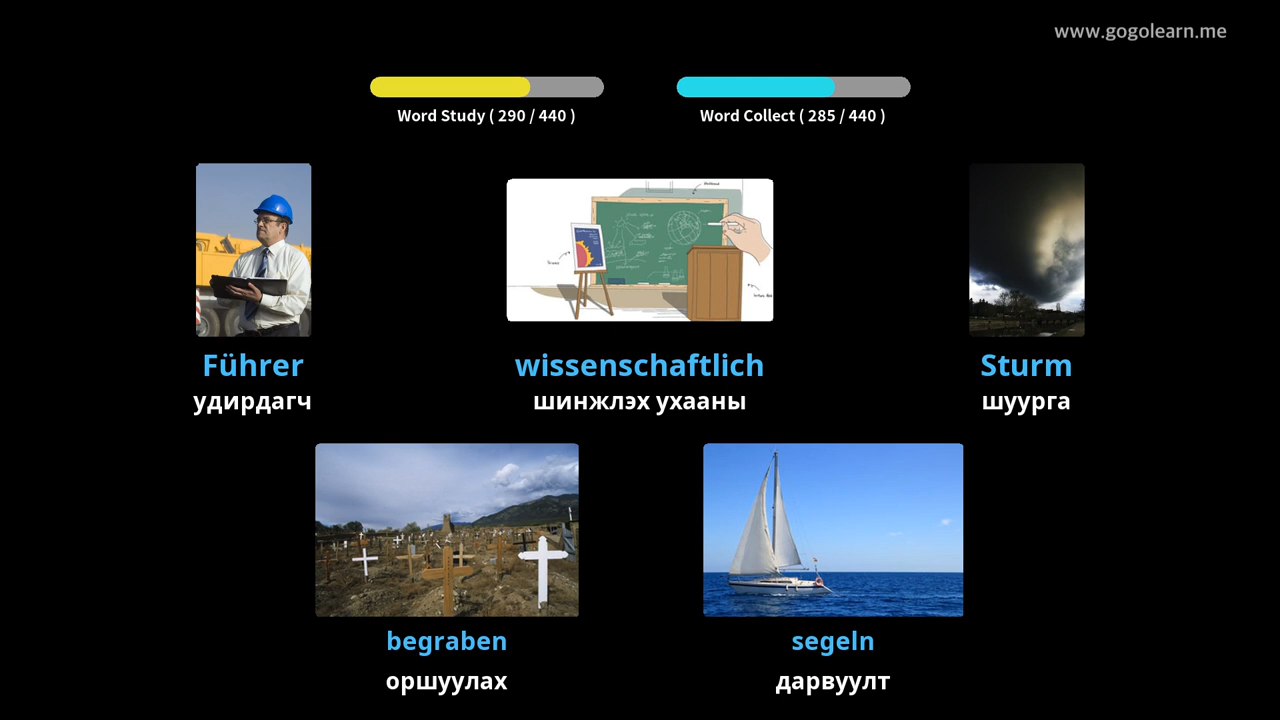 www.gogolearn.me
Word Study ( 290 / 440 )
Word Collect ( 285 / 440 )
Führer
wissenschaftlich
Sturm
удирдагч
шинжлэх ухааны
шуурга
begraben
segeln
оршуулах
дарвуулт